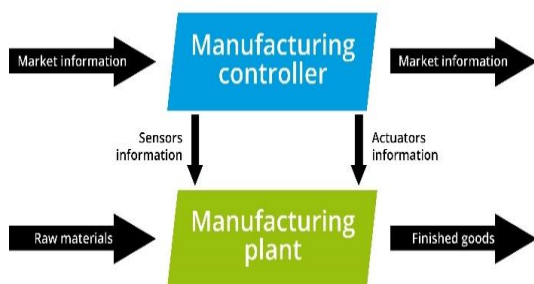 Market information
Manufacturing
controller
Market information
Sensors
information
Actuators
information
Raw materials
Manufacturing
plant
Finished goods